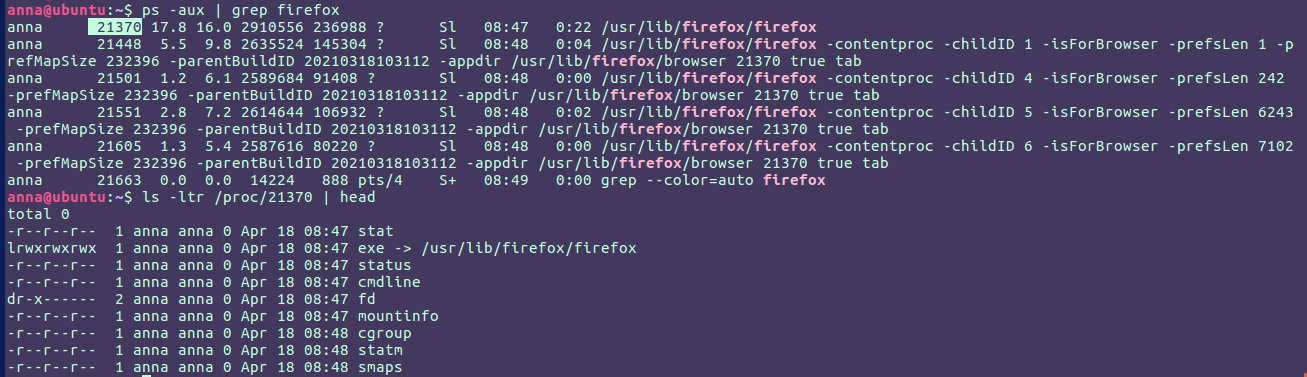 anna@ubuntu:~$ ps -aux | grep firefox
anna      21370 17.8 16.0 2910556 236988 ?      Sl   08:47   0:22 /usr/lib/firefox/firefox
anna      21448  5.5  9.8 2635524 145304 ?      Sl   08:48   0:04 /usr/lib/firefox/firefox -contentproc -childID 1 -isForBrowser -prefsLen 1 -p
refMapSize 232396 -parentBuildID 20210318103112 -appdir /usr/lib/firefox/browser 21370 true tab
anna      21501  1.2  6.1 2589684 91408 ?       Sl   08:48   0:00 /usr/lib/firefox/firefox -contentproc -childID 4 -isForBrowser -prefsLen 242
-prefMapSize 232396 -parentBuildID 20210318103112 -appdir /usr/lib/firefox/browser 21370 true tab
anna      21551  2.8  7.2 2614644 106932 ?      Sl   08:48   0:02 /usr/lib/firefox/firefox -contentproc -childID 5 -isForBrowser -prefsLen 6243
 -prefMapSize 232396 -parentBuildID 20210318103112 -appdir /usr/lib/firefox/browser 21370 true tab
anna      21605  1.3  5.4 2587616 80220 ?       Sl   08:48   0:00 /usr/lib/firefox/firefox -contentproc -childID 6 -isForBrowser -prefsLen 7102
 -prefMapSize 232396 -parentBuildID 20210318103112 -appdir /usr/lib/firefox/browser 21370 true tab
anna      21663  0.0  0.0  14224   888 pts/4    S+   08:49   0:00 grep --color=auto firefox
anna@ubuntu:~$ ls -ltr /proc/21370 | head
total 0
-r--r--r--  1 anna anna 0 Apr 18 08:47 stat
lrwxrwxrwx  1 anna anna 0 Apr 18 08:47 exe -> /usr/lib/firefox/firefox
-r--r--r--  1 anna anna 0 Apr 18 08:47 status
-r--r--r--  1 anna anna 0 Apr 18 08:47 cmdline
dr-x------  2 anna anna 0 Apr 18 08:47 fd
-r--r--r--  1 anna anna 0 Apr 18 08:47 mountinfo
-r--r--r--  1 anna anna 0 Apr 18 08:48 cgroup
-r--r--r--  1 anna anna 0 Apr 18 08:48 statm
-r--r--r--  1 anna anna 0 Apr 18 08:48 smaps